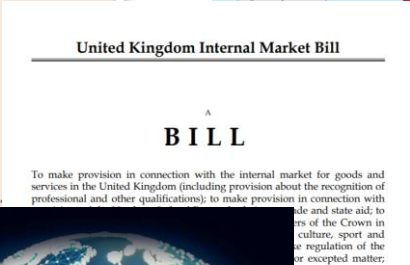 United Kingdom Internal Market Bill
A
BILL
To make provision in connection with the internal market for goods and
services in the United Kingdom (including provision about the recognition of
professional and other qualifications); to make provision in connection with
and state aid; to
of the Crown in
culture, sport and
regulation of the
or excepted matter;